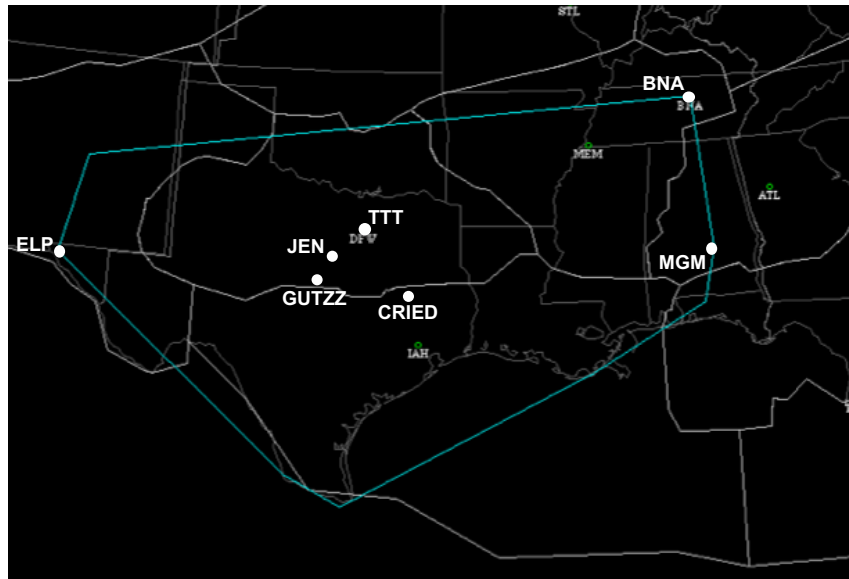 STL
BNA
BNA
MEM
ATL
TTT
DFW
ELP
JEN
MGM
GUTZZ
CRIED
IAH